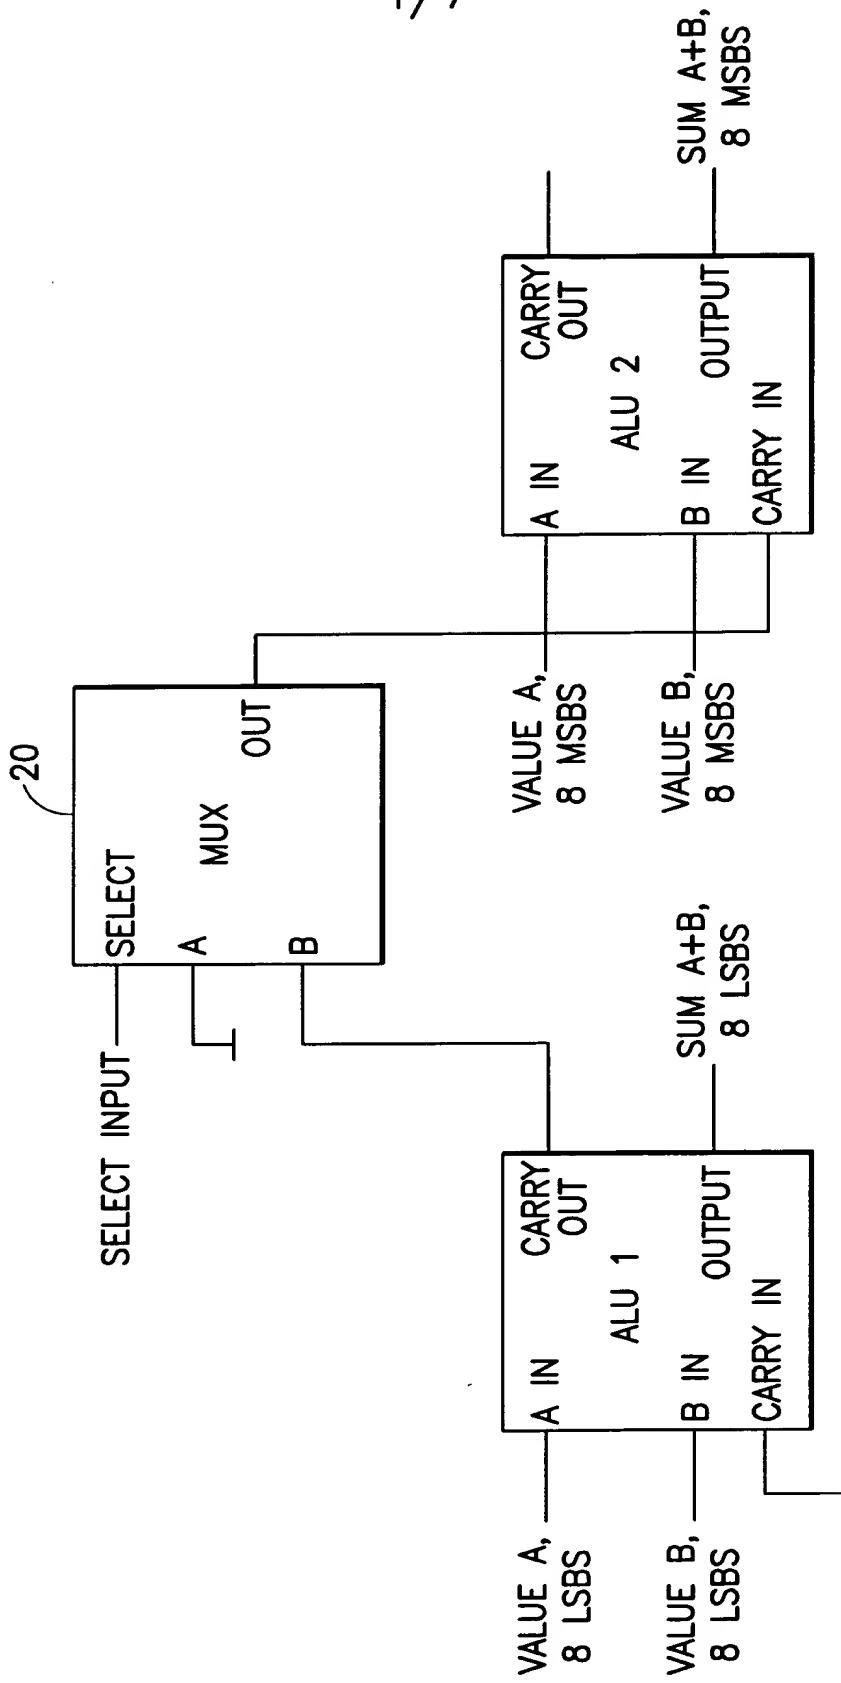 20
SELECT INPUT
SELECT
A
B
MUX
OUT
VALUE A,
8 LSBS
VALUE B,
8 LSBS
A IN
B IN
CARRY IN
ALU 1
CARRY
OUT
OUTPUT
SUM A+B,
8 LSBS
VALUE A,
8 MSBS
VALUE B,
8 MSBS
A IN
B IN
CARRY IN
ALU 2
CARRY
OUT
OUTPUT
SUM A+B,
8 MSBS